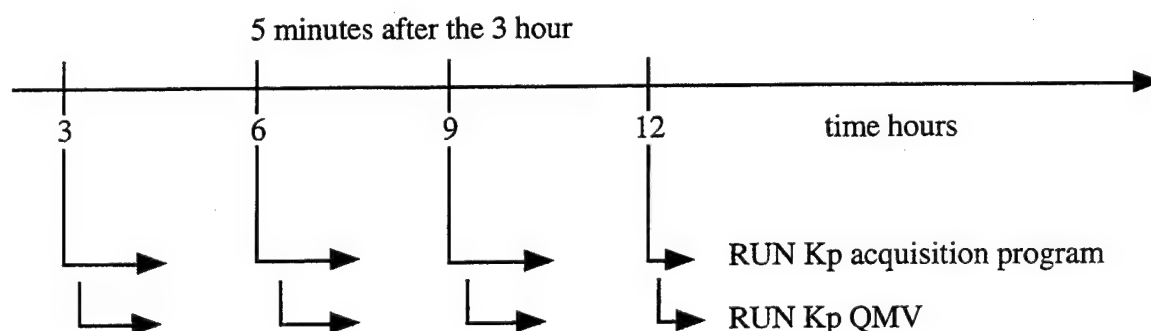 5 minutes after the 3 hour
3 6 9 12 time hours
RUN Kp acquisition program
RUN Kp QMV